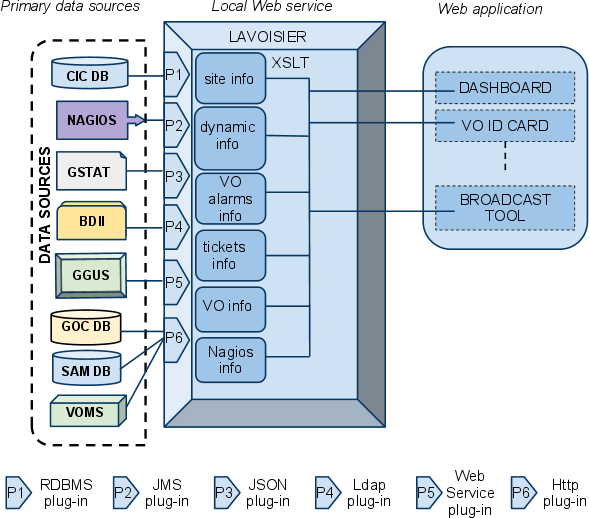 Primary data sources
Local Web service
Web application
DATA SOURCES
CIC DB
NAGIOS
GSTAT
BDII
GGUS
GOC DB
SAM DB
VOMS
P1
P2
P3
P4
P5
P6
LAVOISIER
XSLT
site info
dynamic
info
VO
alarms
info
tickets
info
VO info
Nagios
info
DASHBOARD
VO ID CARD
BROADCAST
TOOL
P1
RDBMS
plug-in
P2
JMS
plug-in
P3
JSON
plug-in
P4
Ldap
plug-in
P5
Web
Service
plug-in
P6
Http
plug-in